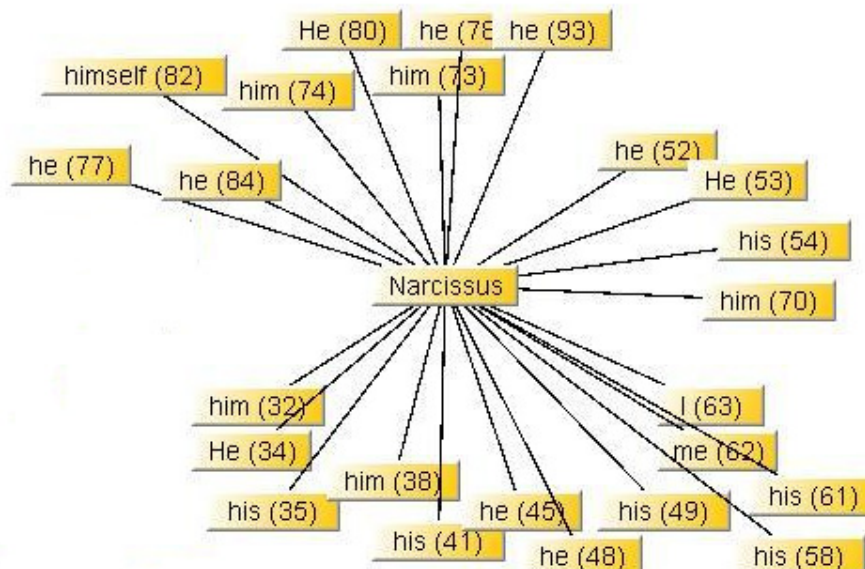 He (80)
he (78
he (93)
himself (82)
him (74)
him (73)
he (77)
he (84)
he (52)
He (53)
his (54)
him (70)
Narcissus
him (32)
He (34)
his (35)
him (38)
his (41)
he (45)
he (48)
his (49)
I (63)
me (62)
his (61)
his (58)